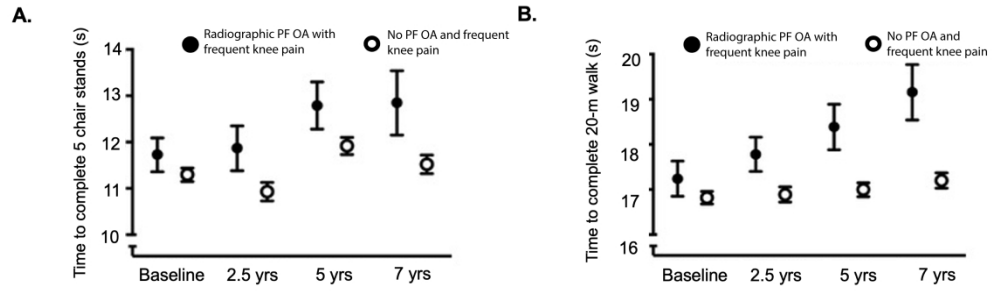 A.
Radiographic PF OA with
frequent knee pain
No PF OA and frequent
knee pain
Time to complete 5 chair stands (s)
14
13
12
11
10
Baseline
2.5 yrs
5 yrs
7 yrs
B.
Radiographic PF OA with
frequent knee pain
No PF OA and
frequent knee pain
Time to complete 20-m walk (s)
20
19
18
17
16
Baseline
2.5 yrs
5 yrs
7 yrs